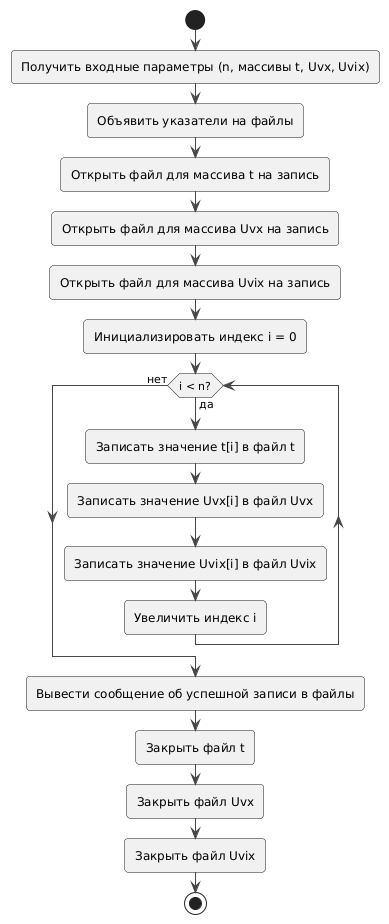 Получить входные параметры (n, массивы t, Uvx, Uvix)
Объявить указатели на файлы
Открыть файл для массива t на запись
Открыть файл для массива Uvx на запись
Открыть файл для массива Uvix на запись
Инициализировать индекс i = 0
нет
i < n?
да
Записать значение t[i] в файл t
Записать значение Uvx[i] в файл Uvx
Записать значение Uvix[i] в файл Uvix
Увеличить индекс i
Вывести сообщение об успешной записи в файлы
Закрыть файл t
Закрыть файл Uvx
Закрыть файл Uvix